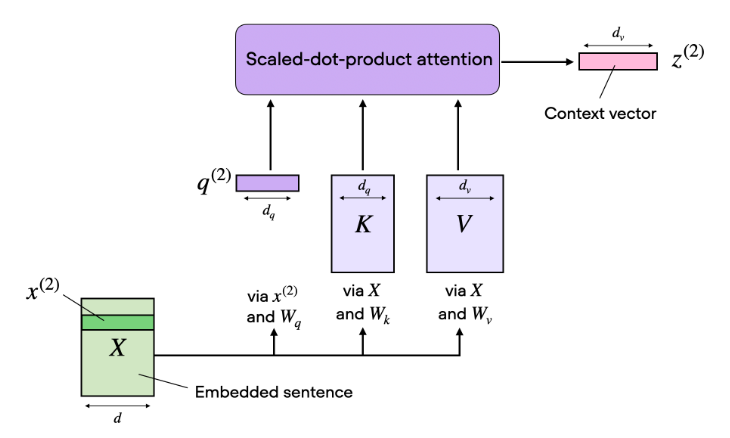 Scaled-dot-product attention
d_v
z^(2)
Context vector
q^(2)
d_q
d_q
K
d_v
V
x^(2)
via x^(2)
and W_q
via X
and W_k
via X
and W_v
X
Embedded sentence
d